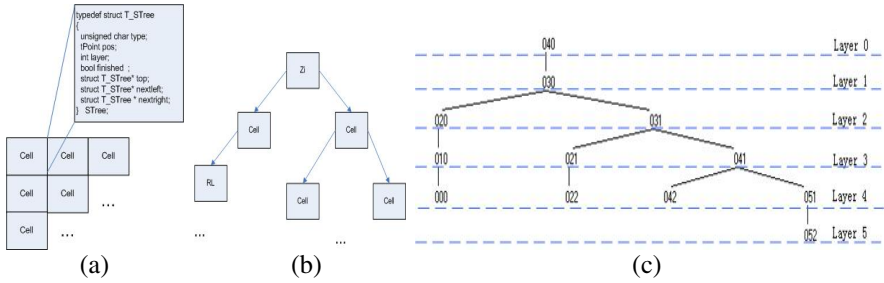 typedef struct T_STree
{
unsigned char type;
tPoint pos;
int layer;
bool finished ;
struct T_STree* top;
struct T_STree* nextleft;
struct T_STree * nextright;
} STree;
Cell Cell Cell
Cell Cell ...
Cell ...
(a)
Zi
Cell Cell
RL Cell Cell
... ...
(b)
040 Layer 0
030 Layer 1
020 031 Layer 2
010 021 041 Layer 3
000 022 042 051 Layer 4
052 Layer 5
(c)